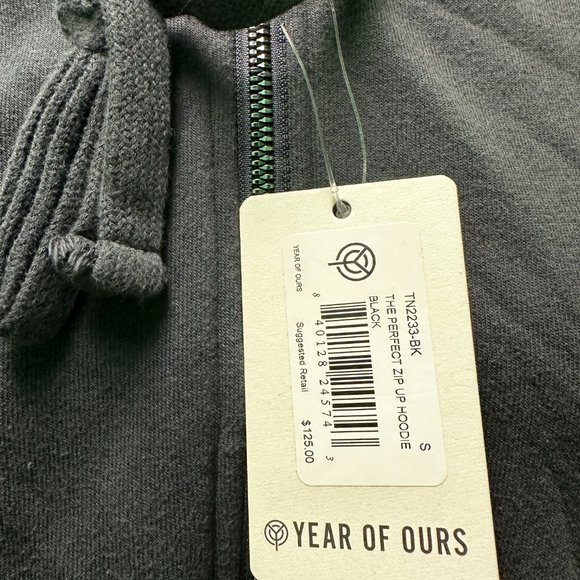 YEAR OF OURS
TN2233-BK
S
THE PERFECT ZIP UP HOODIE
BLACK
8 40128 24574 3
Suggested Retail
$125.00
YEAR OF OURS